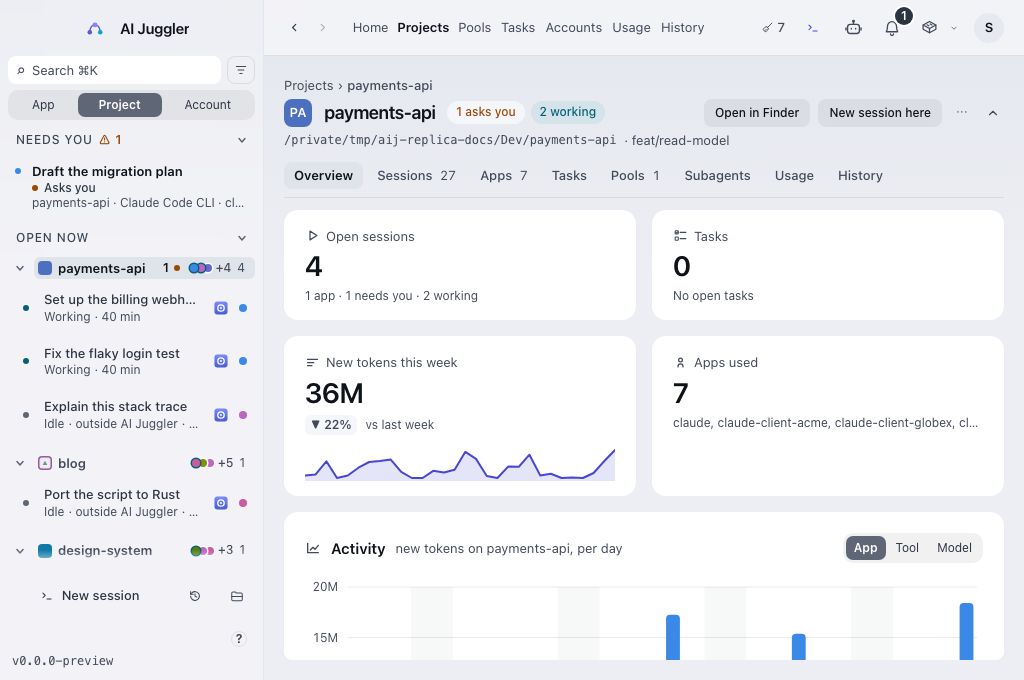 AI Juggler
Search ⌘K
App Project Account
NEEDS YOU 1
Draft the migration plan
Asks you
payments-api · Claude Code CLI · cl...
OPEN NOW
payments-api 1 +4 4
Set up the billing webh...
Working · 40 min
Fix the flaky login test
Working · 40 min
Explain this stack trace
Idle · outside AI Juggler · ...
blog +5 1
Port the script to Rust
Idle · outside AI Juggler · ...
design-system +3 1
New session
?
v0.0.0-preview
Home Projects Pools Tasks Accounts Usage History
7
1
S
Projects › payments-api
PA payments-api 1 asks you 2 working
Open in Finder New session here ...
/private/tmp/aij-replica-docs/Dev/payments-api · feat/read-model
Overview Sessions 27 Apps 7 Tasks Pools 1 Subagents Usage History
Open sessions
4
1 app · 1 needs you · 2 working
Tasks
0
No open tasks
New tokens this week
36M
▼ 22% vs last week
Apps used
7
claude, claude-client-acme, claude-client-globex, cl...
Activity new tokens on payments-api, per day
App Tool Model
20M
15M